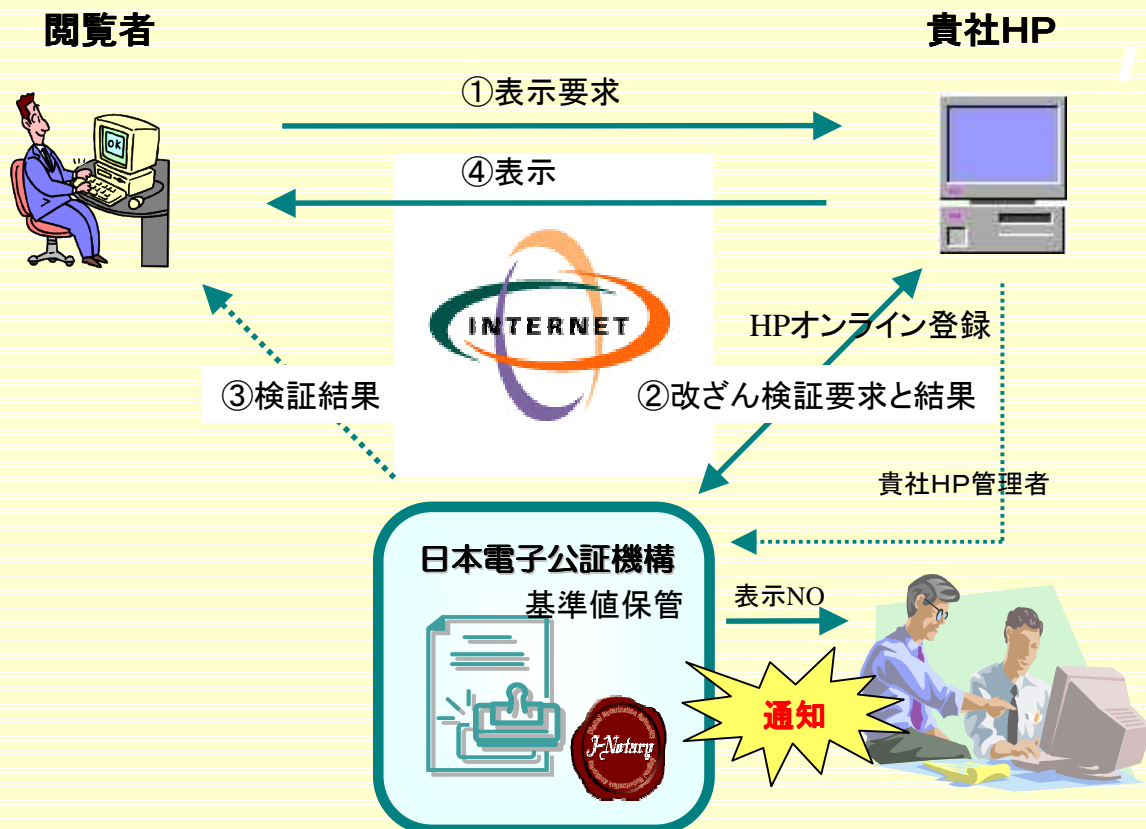 閲覧者
貴社HP
①表示要求
④表示
OK
INTERNET
HPオンライン登録
③検証結果
②改ざん検証要求と結果
貴社HP管理者
日本電子公証機構
基準値保管
表示NO
通知
J-Notary